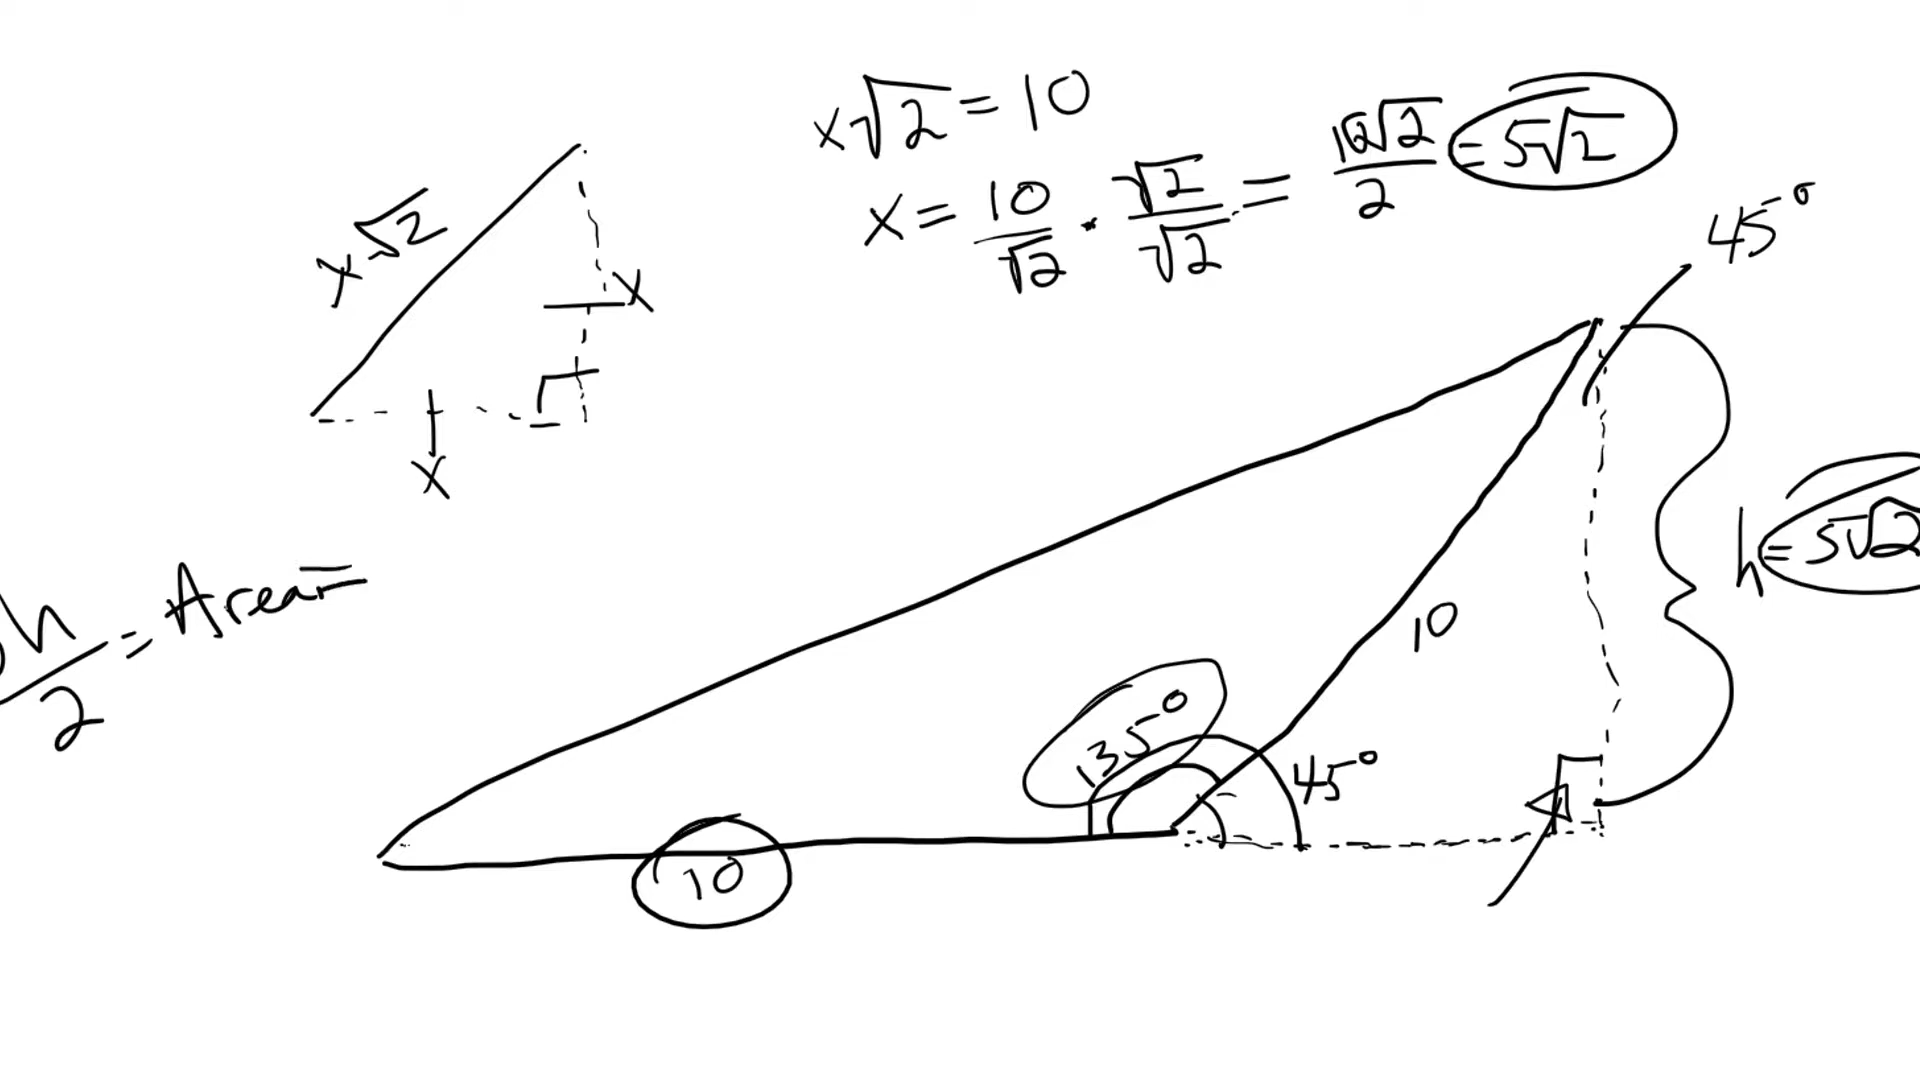 x√2 = 10
x = 10/√2 · √2/√2 = 10√2/2 = 5√2
45°
x√2
x
x
h = 5√2
bh/2 = Area =
10
135°
45°
10